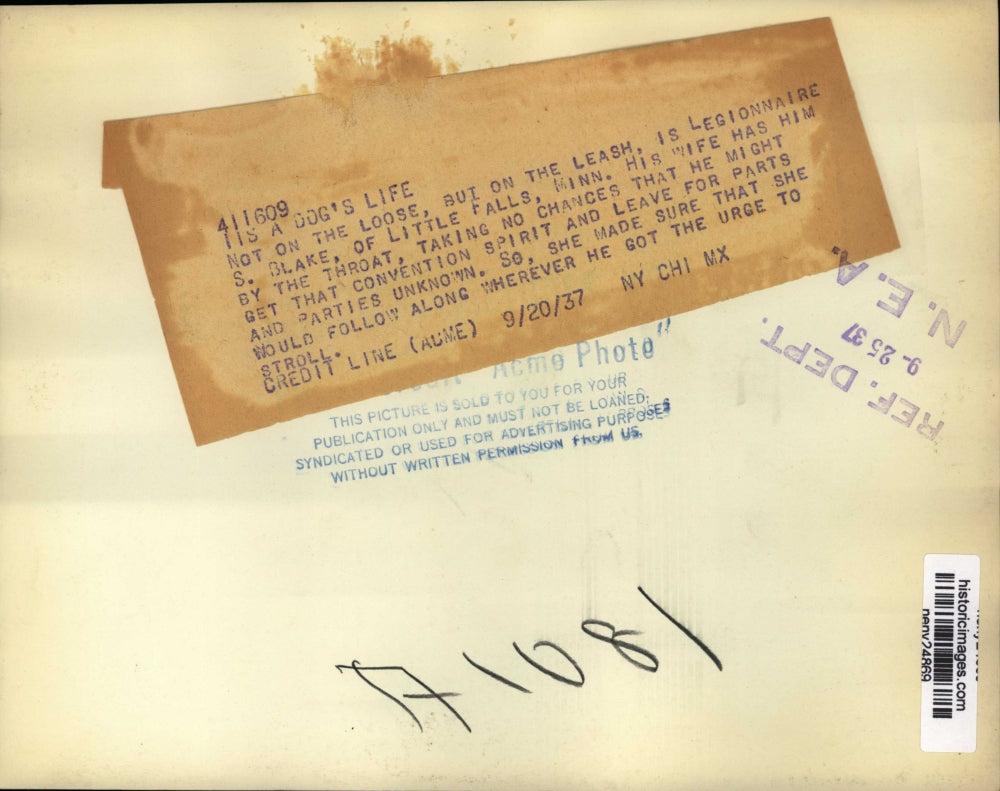 411609
TIS A DOG'S LIFE
NOT ON THE LOOSE, BUT ON THE LEASH, IS LEGIONNAIRE
S. BLAKE, OF LITTLE FALLS, MINN. HIS WIFE HAS HIM
BY THE THROAT, TAKING NO CHANCES THAT HE MIGHT
GET THAT CONVENTION SPIRIT AND LEAVE FOR PARTS
AND PARTIES UNKNOWN. SO, SHE MADE SURE THAT SHE
WOULD FOLLOW ALONG WHEREVER HE GOT THE URGE TO
STROLL.
CREDIT LINE (ACME) 9/20/37 NY CHI MX
"Acme Photo"
THIS PICTURE IS SOLD TO YOU FOR YOUR
PUBLICATION ONLY AND MUST NOT BE LOANED,
SYNDICATED OR USED FOR ADVERTISING PURPOSES
WITHOUT WRITTEN PERMISSION FROM US.
N. E. A.
9-25 37
REF. DEPT.
historicimages.com
neny24869